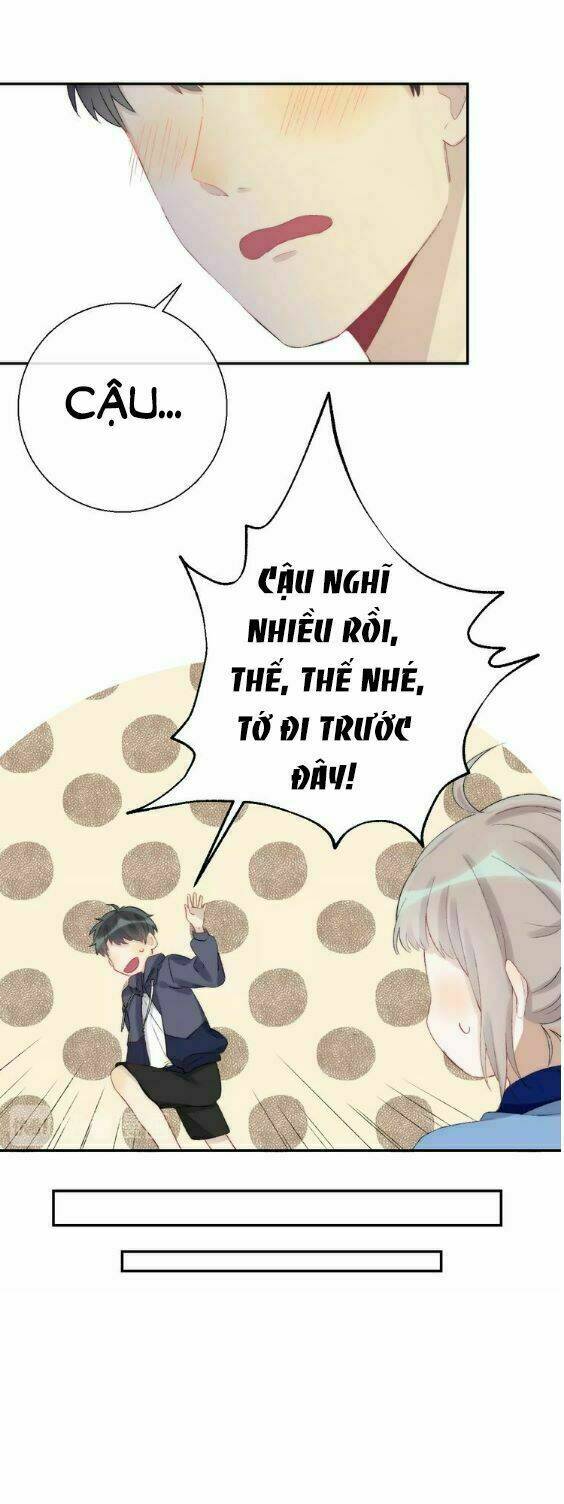 CẬU...
CẬU NGHĨ
NHIỀU RỒI,
THẾ, THẾ NHÉ,
TỚ ĐI TRƯỚC
ĐÂY!